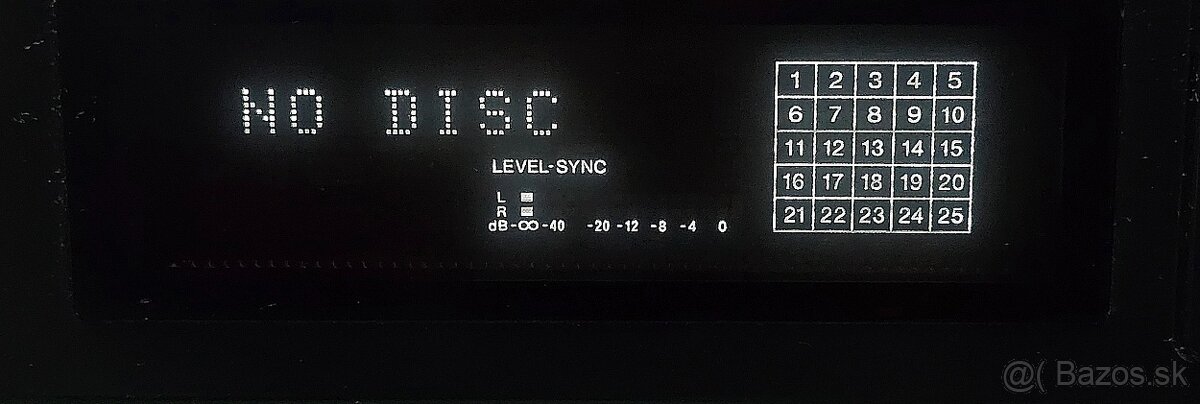 NO DISC
LEVEL-SYNC
L
R
dB -∞ -40 -20 -12 -8 -4 0
1 2 3 4 5
6 7 8 9 10
11 12 13 14 15
16 17 18 19 20
21 22 23 24 25
@( Bazos.sk